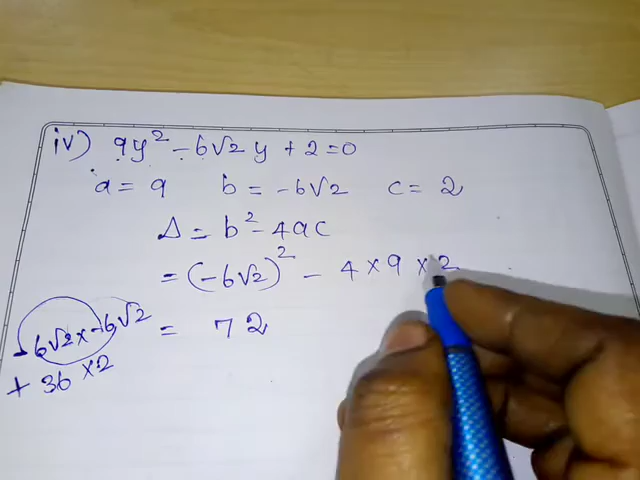 iv) 9y² - 6√2 y + 2 = 0
a = 9 b = -6√2 c = 2
Δ = b² - 4ac
= (-6√2)² - 4 × 9 × 2
= 72
-6√2 × -6√2
+ 36 × 2